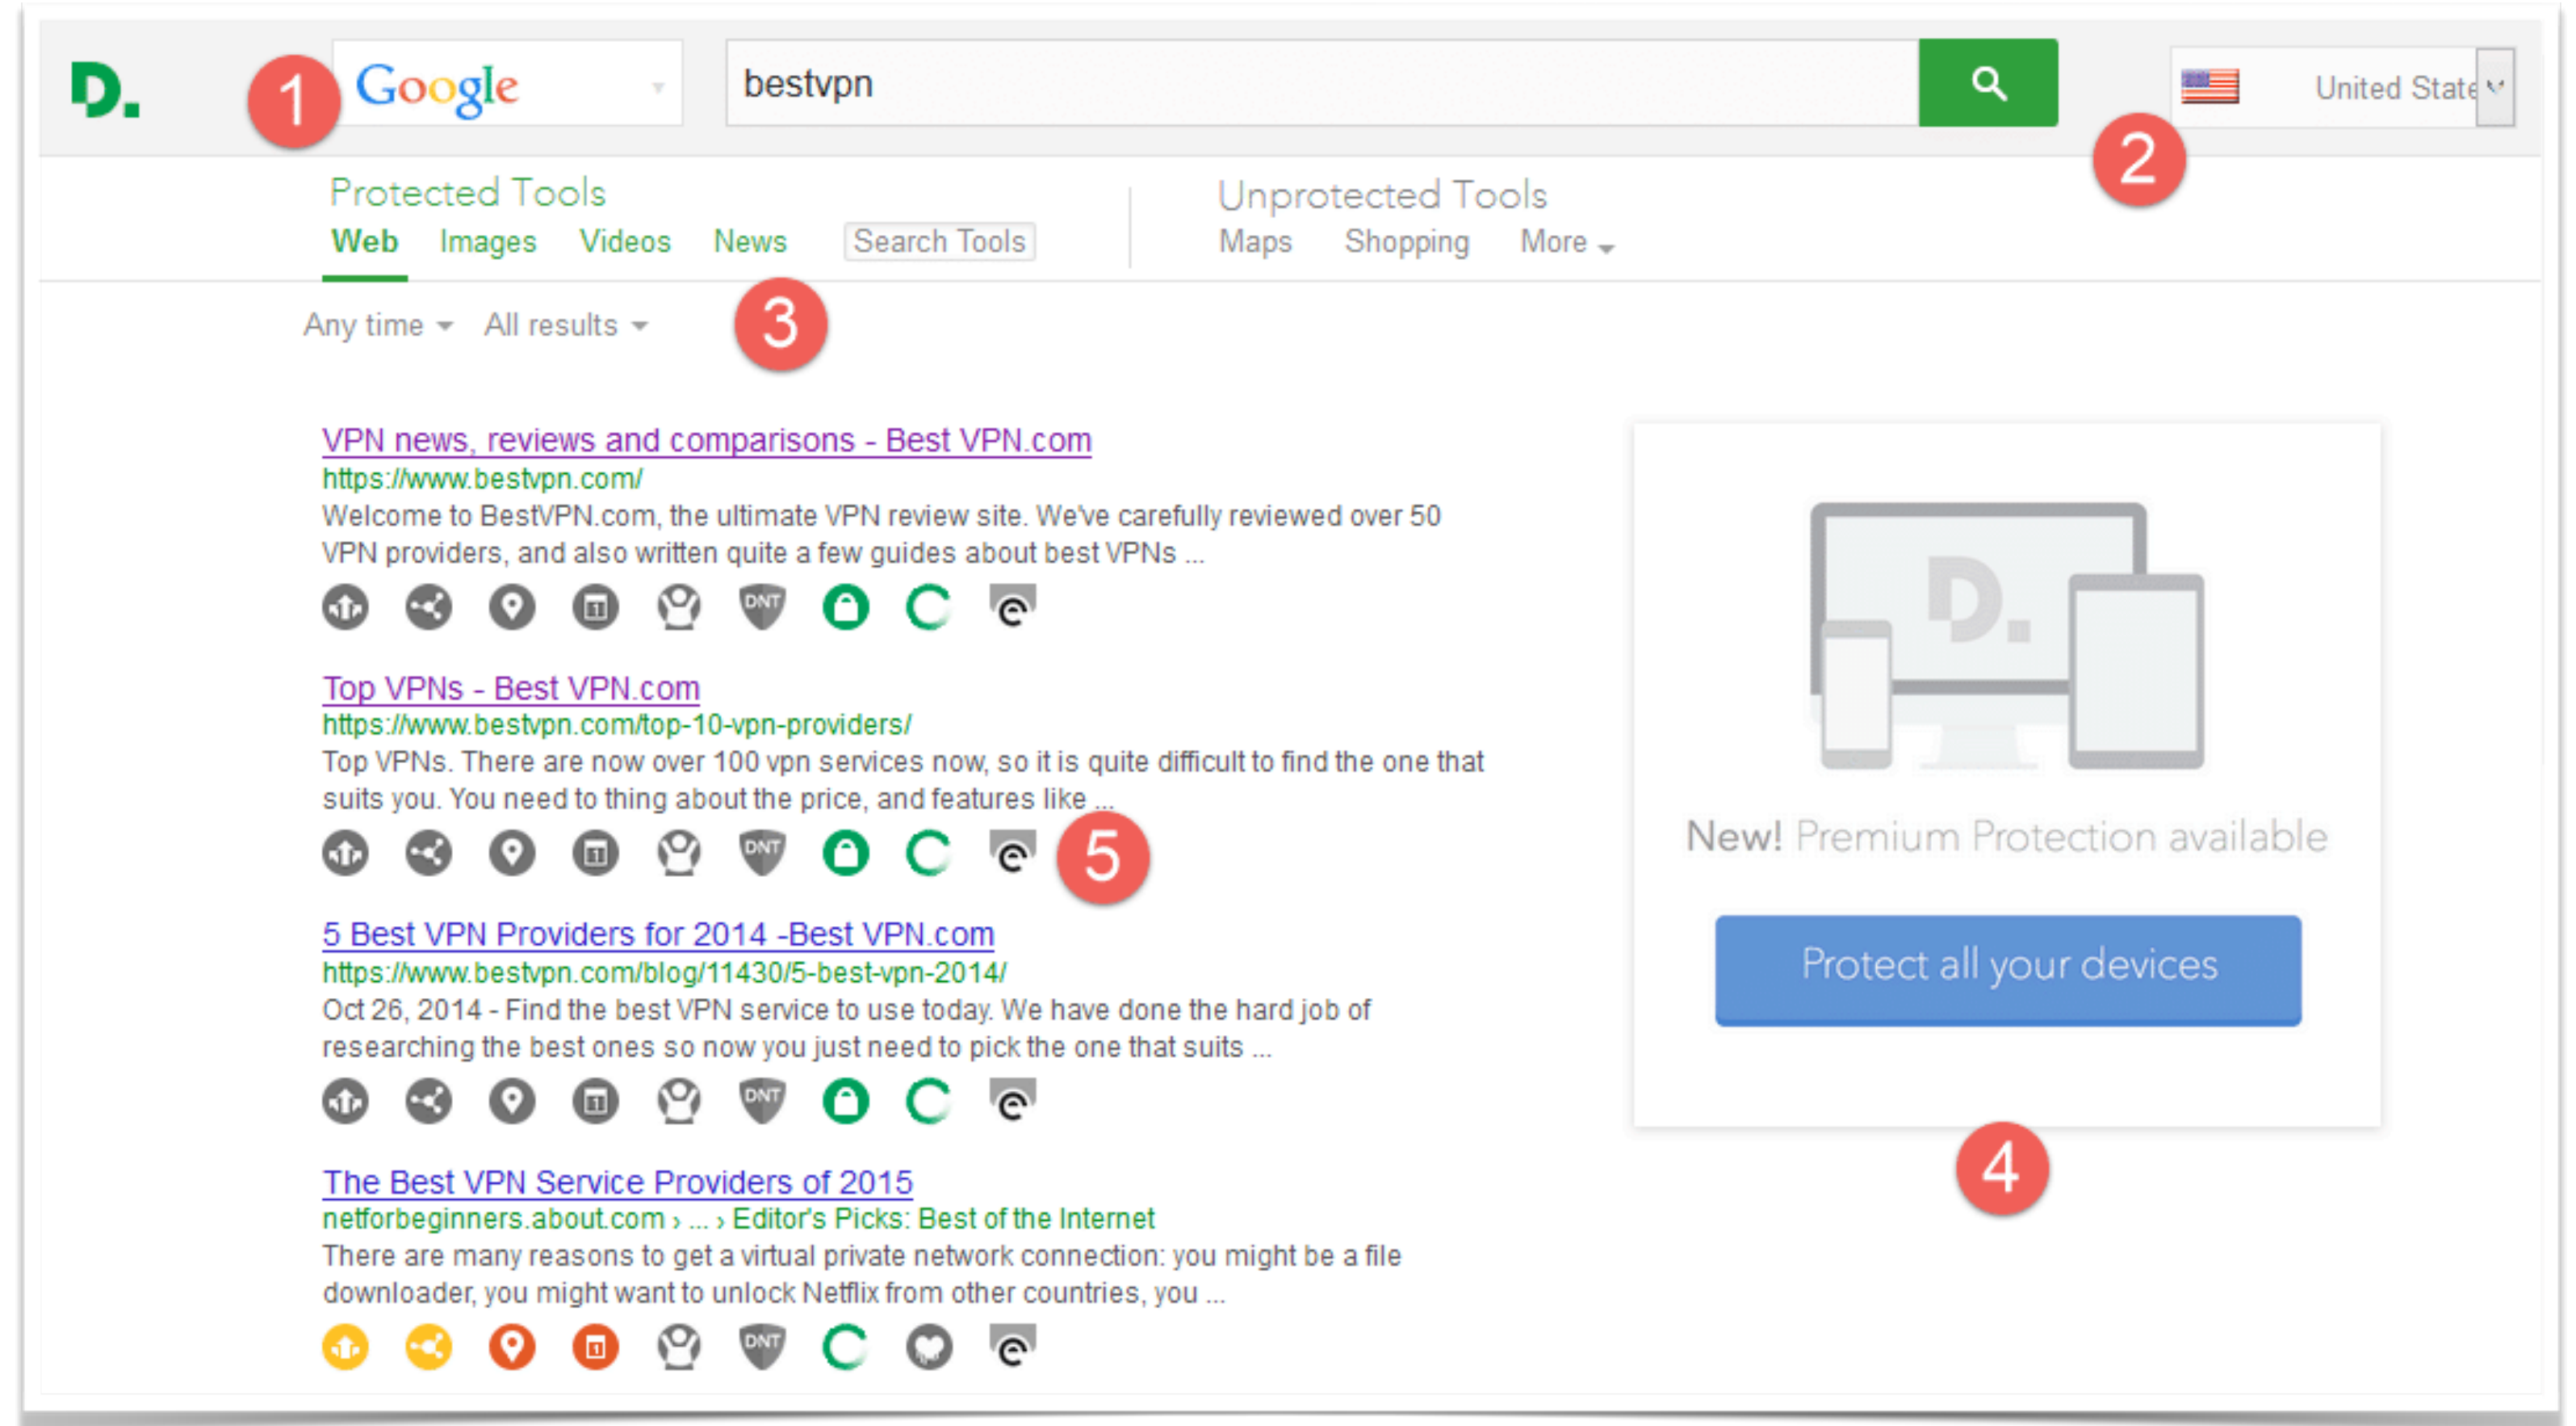 D.
1
Google
bestvpn
United State
2
Protected Tools
Unprotected Tools
Web Images Videos News Search Tools
Maps Shopping More
Any time All results
3
VPN news, reviews and comparisons - Best VPN.com
https://www.bestvpn.com/
Welcome to BestVPN.com, the ultimate VPN review site. We've carefully reviewed over 50
VPN providers, and also written quite a few guides about best VPNs ...
1 DNT e
Top VPNs - Best VPN.com
https://www.bestvpn.com/top-10-vpn-providers/
Top VPNs. There are now over 100 vpn services now, so it is quite difficult to find the one that
suits you. You need to thing about the price, and features like ...
1 DNT e
5
5 Best VPN Providers for 2014 -Best VPN.com
https://www.bestvpn.com/blog/11430/5-best-vpn-2014/
Oct 26, 2014 - Find the best VPN service to use today. We have done the hard job of
researching the best ones so now you just need to pick the one that suits ...
1 DNT e
The Best VPN Service Providers of 2015
netforbeginners.about.com › ... › Editor's Picks: Best of the Internet
There are many reasons to get a virtual private network connection: you might be a file
downloader, you might want to unlock Netflix from other countries, you ...
1 DNT e
D.
New! Premium Protection available
Protect all your devices
4